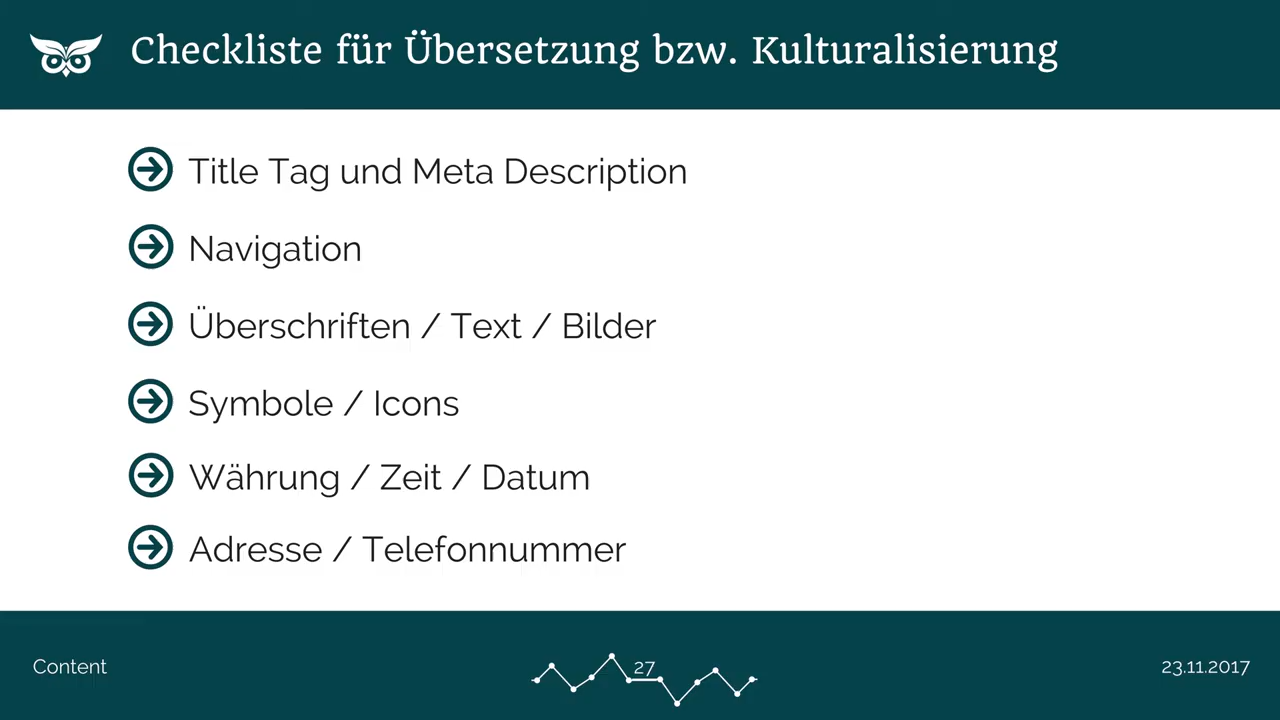 Checkliste für Übersetzung bzw. Kulturalisierung
Title Tag und Meta Description
Navigation
Überschriften / Text / Bilder
Symbole / Icons
Währung / Zeit / Datum
Adresse / Telefonnummer
Content
27
23.11.2017